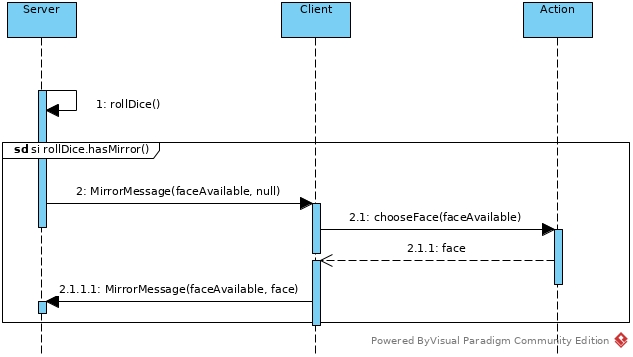 Server
Client
Action
1: rollDice()
sd si rollDice.hasMirror()
2: MirrorMessage(faceAvailable, null)
2.1: chooseFace(faceAvailable)
2.1.1: face
2.1.1.1: MirrorMessage(faceAvailable, face)
Powered ByVisual Paradigm Community Edition